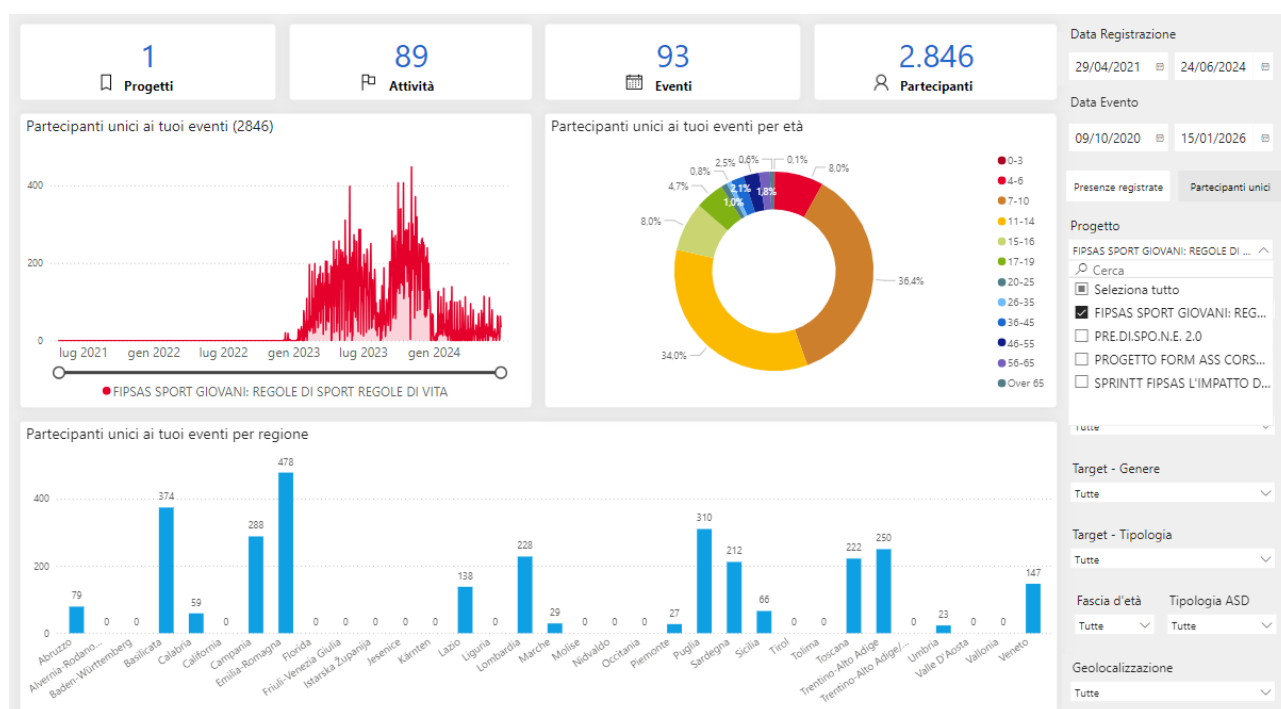 1
Progetti
89
Attività
93
Eventi
2.846
Partecipanti
Partecipanti unici ai tuoi eventi (2846)
400
200
0
lug 2021 gen 2022 lug 2022 gen 2023 lug 2023 gen 2024
FIPSAS SPORT GIOVANI: REGOLE DI SPORT REGOLE DI VITA
Partecipanti unici ai tuoi eventi per età
0,1%
8,0%
36,4%
34,0%
8,0%
4,7%
1,0%
0,8%
2,5%
2,1%
0,6%
1,8%
0-3
4-6
7-10
11-14
15-16
17-19
20-25
26-35
36-45
46-55
56-65
Over 65
Partecipanti unici ai tuoi eventi per regione
400
200
0
79 0 0 374 59 0 288 478 0 0 0 0 0 138 0 228 29 0 0 0 27 310 212 66 0 0 222 250 0 23 0 0 147
Abruzzo
Alvernia-Rodano...
Baden-Württemberg
Basilicata
Calabria
California
Campania
Emilia-Romagna
Florida
Friuli-Venezia Giulia
Istarska Županija
Jesenice
Kärnten
Lazio
Liguria
Lombardia
Marche
Molise
Nidvaldo
Occitania
Piemonte
Puglia
Sardegna
Sicilia
Tirol
Tolima
Toscana
Trentino-Alto Adige
Trentino-Alto Adige/...
Umbria
Valle D'Aosta
Vallonia
Veneto
Data Registrazione
29/04/2021 24/06/2024
Data Evento
09/10/2020 15/01/2026
Presenze registrate Partecipanti unici
Progetto
FIPSAS SPORT GIOVANI: REGOLE DI ...
Cerca
Seleziona tutto
FIPSAS SPORT GIOVANI: REG...
PRE.DI.SPO.N.E. 2.0
PROGETTO FORM ASS CORS...
SPRINTT FIPSAS L'IMPATTO D...
Tutte
Target - Genere
Tutte
Target - Tipologia
Tutte
Fascia d'età Tipologia ASD
Tutte Tutte
Geolocalizzazione
Tutte